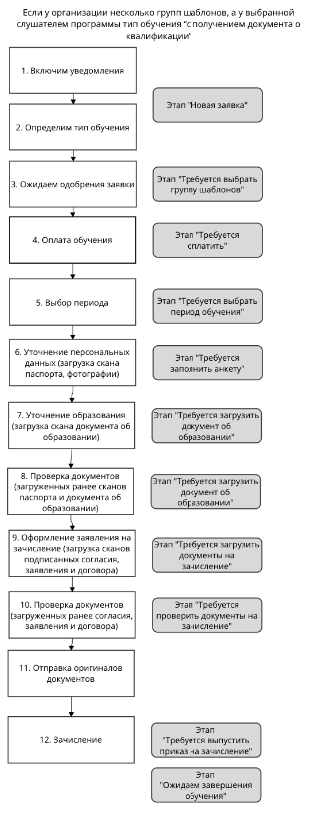 Если у организации несколько групп шаблонов, а у выбранной
слушателем программы тип обучения "с получением документа о
квалификации"
1. Включим уведомления
Этап "Новая заявка"
2. Определим тип обучения
3. Ожидаем одобрения заявки
Этап "Требуется выбрать
группу шаблонов"
4. Оплата обучения
Этап "Требуется
сплатить"
5. Выбор периода
Этап "Требуется выбрать
период обучения"
6. Уточнение персональных
данных (загрузка скана
паспорта, фотографии)
Этап "Требуется
заполнить анкету"
7. Уточнение образования
(загрузка скана документа об
образовании)
Этап "Требуется загрузить
документ об
образовании"
8. Проверка документов
(загруженных ранее сканов
паспорта и документа об
образовании)
Этап "Требуется загрузить
документ об
образовании"
9. Оформление заявления на
зачисление (загрузка сканов
подписанных согласия,
заявления и договора)
Этап "Требуется загрузить
документы на
зачисление"
10. Проверка документов
(загруженных ранее согласия,
заявления и договора)
Этап "Требуется
проверить документы на
зачисление"
11. Отправка оригиналов
документов
12. Зачисление
Этап
"Требуется выпустить
приказ на зачисление"
Этап
"Ожидаем завершения
обучения"